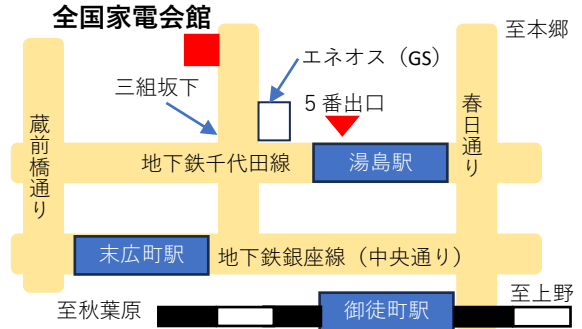 全国家電会館
至本郷
エネオス（GS）
三組坂下
5番出口
蔵前橋通り
春日通り
地下鉄千代田線
湯島駅
末広町駅
地下鉄銀座線（中央通り）
至上野
至秋葉原
御徒町駅